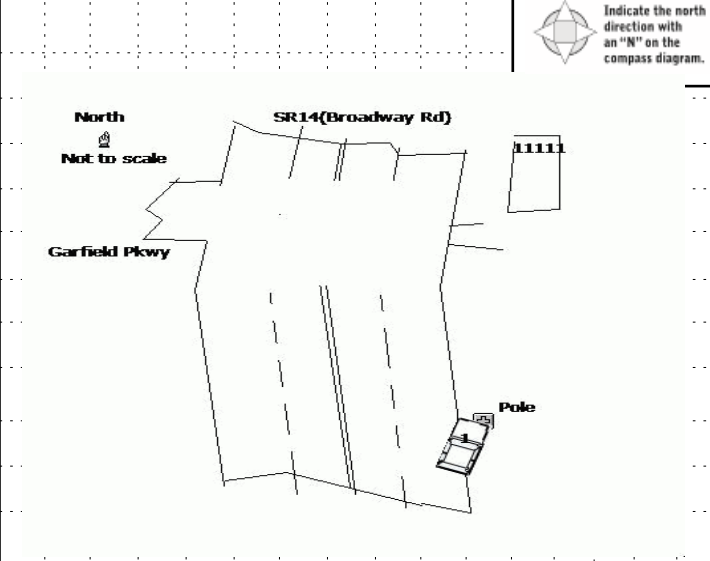 Indicate the north
direction with
an "N" on the
compass diagram.
North
SR14(Broadway Rd)
Not to scale
11111
Garfield Pkwy
Pole
1